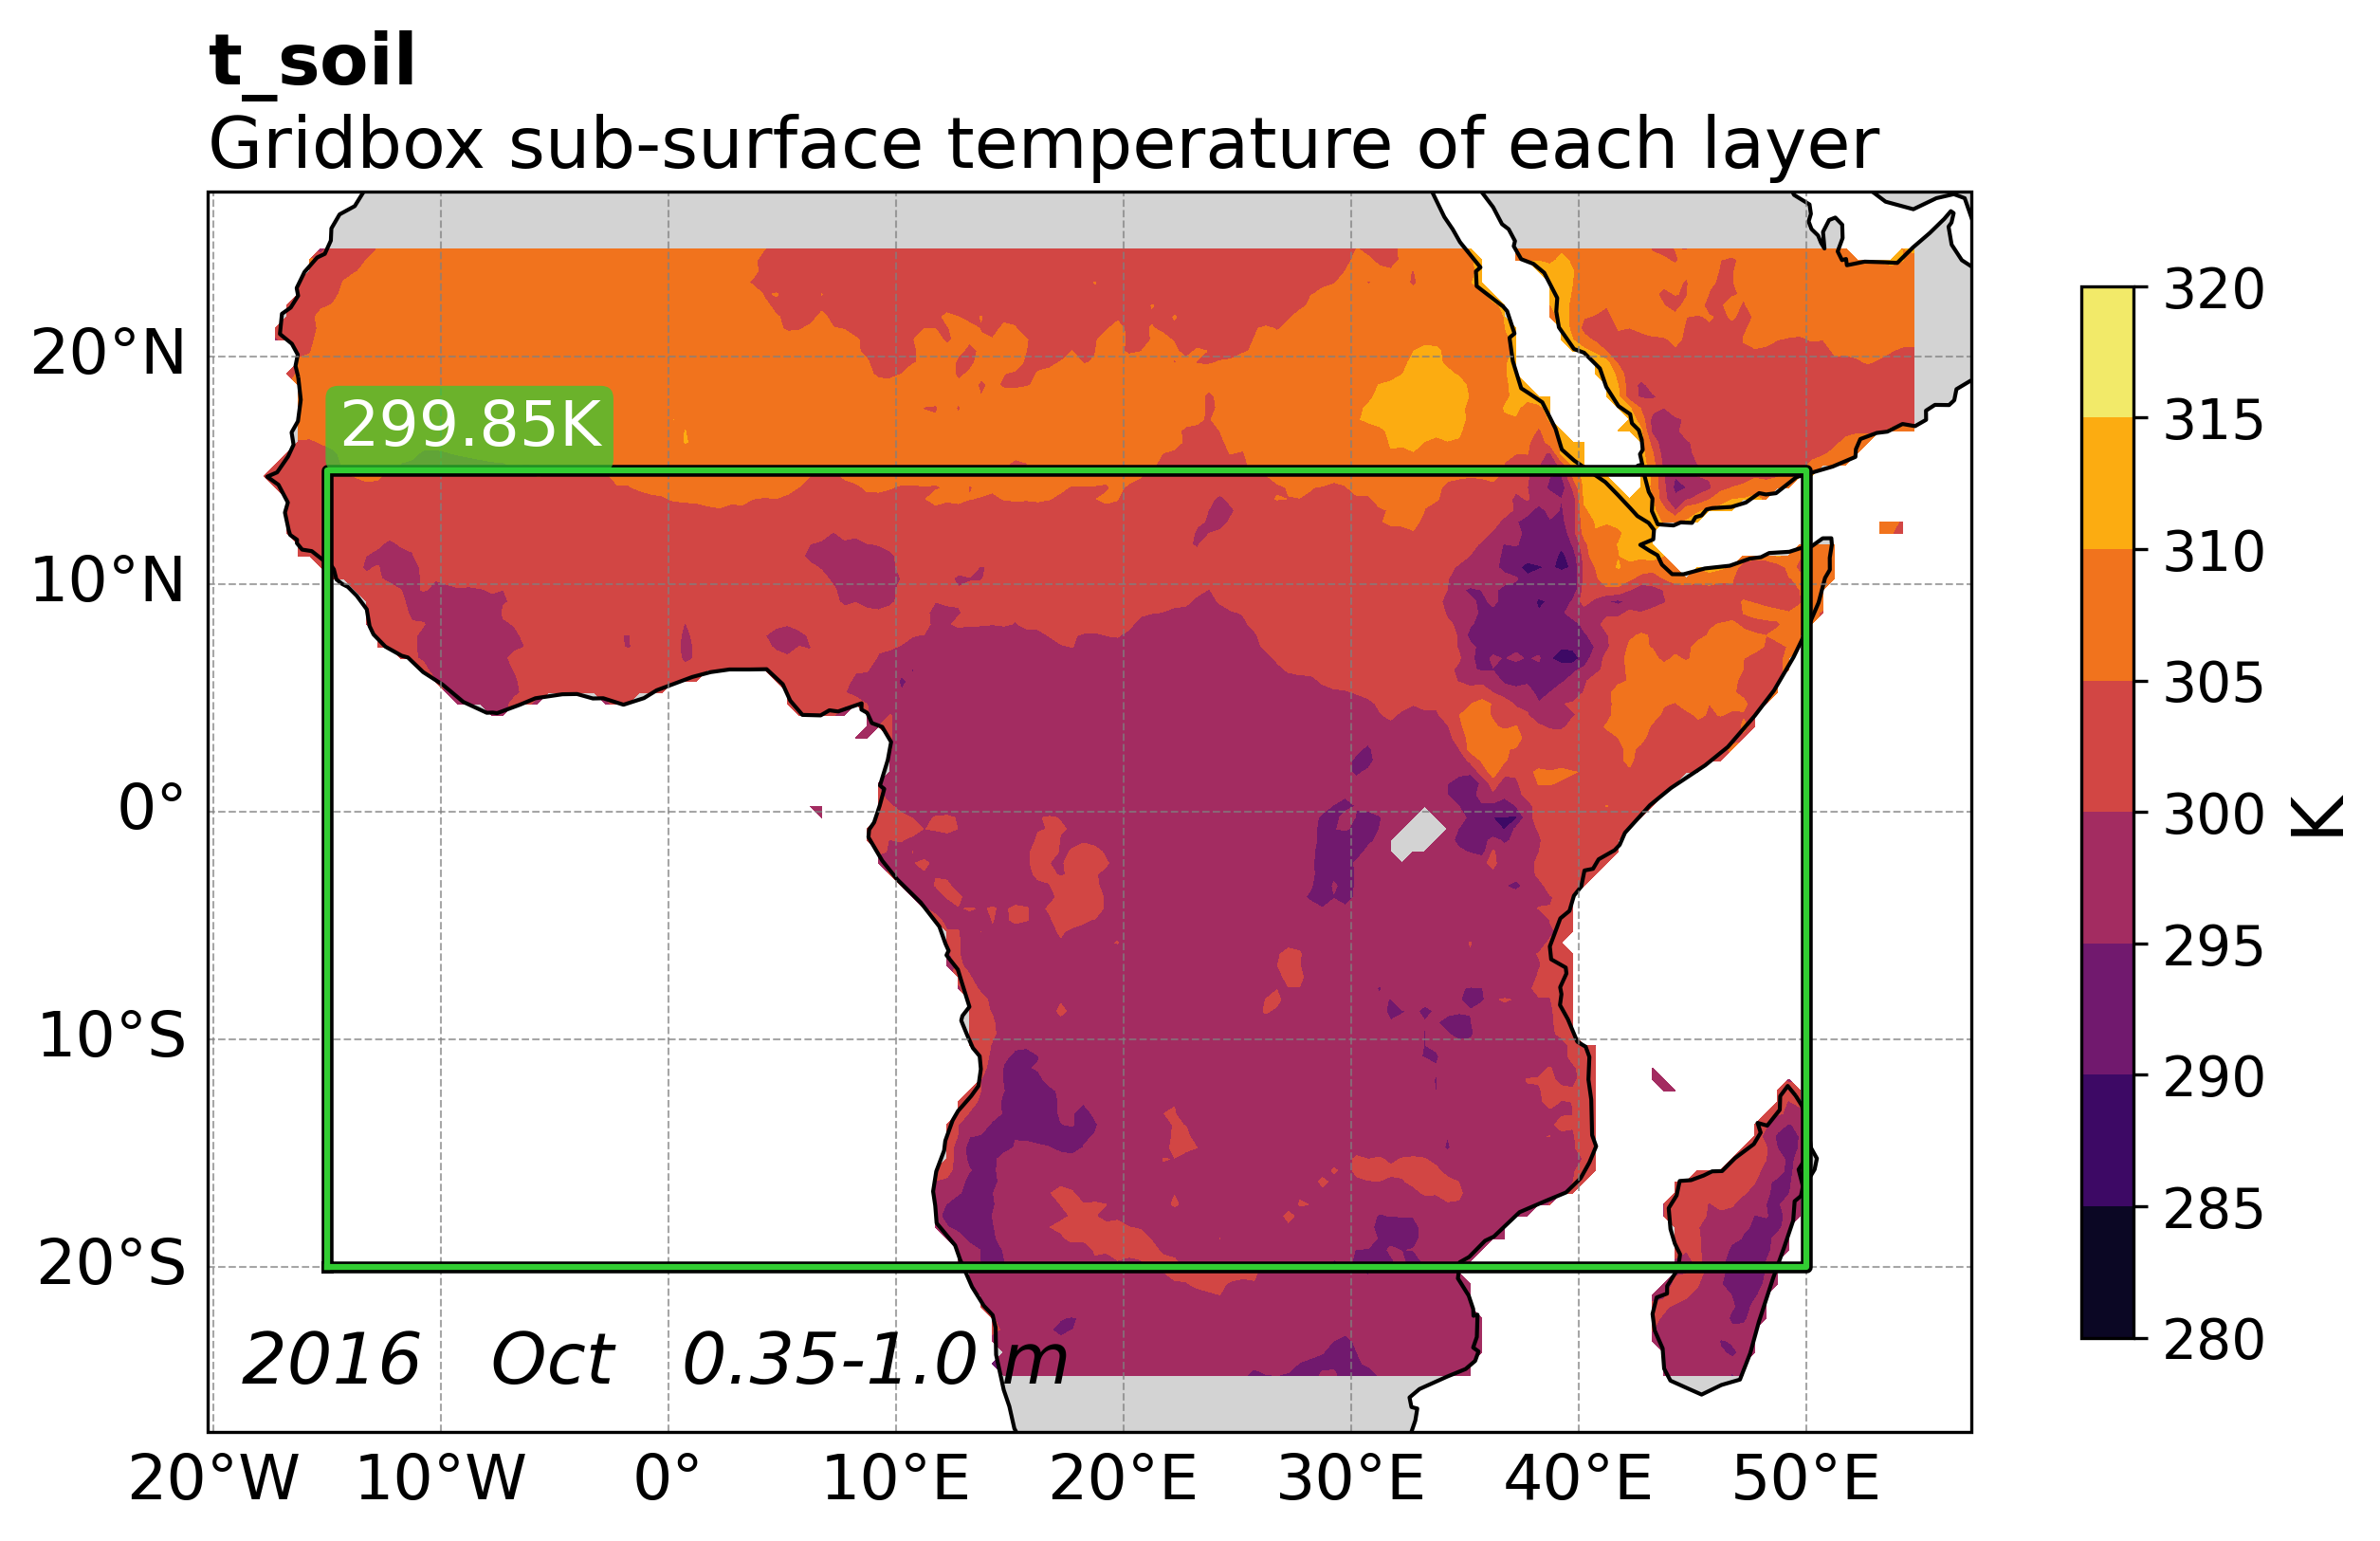 t_soil
Gridbox sub-surface temperature of each layer
20°N
10°N
0°
10°S
20°S
299.85K
2016 Oct 0.35-1.0 m
20°W 10°W 0° 10°E 20°E 30°E 40°E 50°E
320
315
310
305
300
295
290
285
280
K